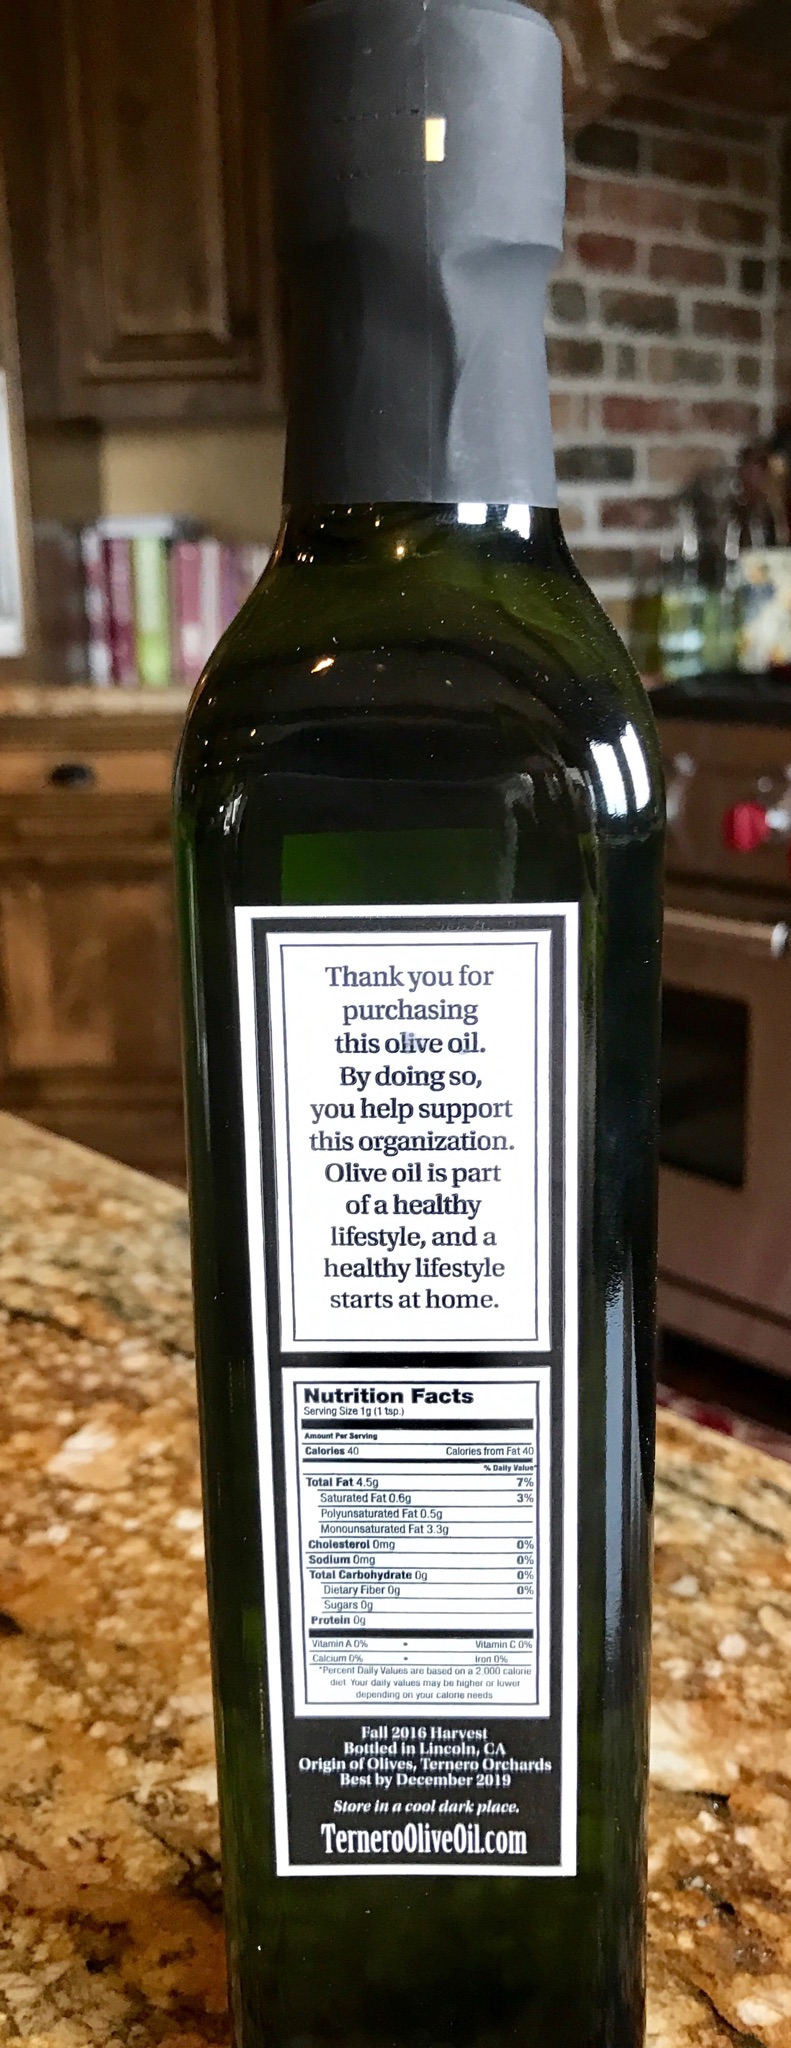 Thank you for
purchasing
this olive oil.
By doing so,
you help support
this organization.
Olive oil is part
of a healthy
lifestyle, and a
healthy lifestyle
starts at home.
Nutrition Facts
Serving Size 1g (1 tsp.)
Amount Per Serving
Calories 40 Calories from Fat 40
% Daily Value*
Total Fat 4.5g 7%
Saturated Fat 0.6g 3%
Polyunsaturated Fat 0.5g
Monounsaturated Fat 3.3g
Cholesterol 0mg 0%
Sodium 0mg 0%
Total Carbohydrate 0g 0%
Dietary Fiber 0g 0%
Sugars 0g
Protein 0g
Vitamin A 0% • Vitamin C 0%
Calcium 0% • Iron 0%
*Percent Daily Values are based on a 2,000 calorie
diet. Your daily values may be higher or lower
depending on your calorie needs
Fall 2016 Harvest
Bottled in Lincoln, CA
Origin of Olives, Ternero Orchards
Best by December 2019
Store in a cool dark place.
TerneroOliveOil.com